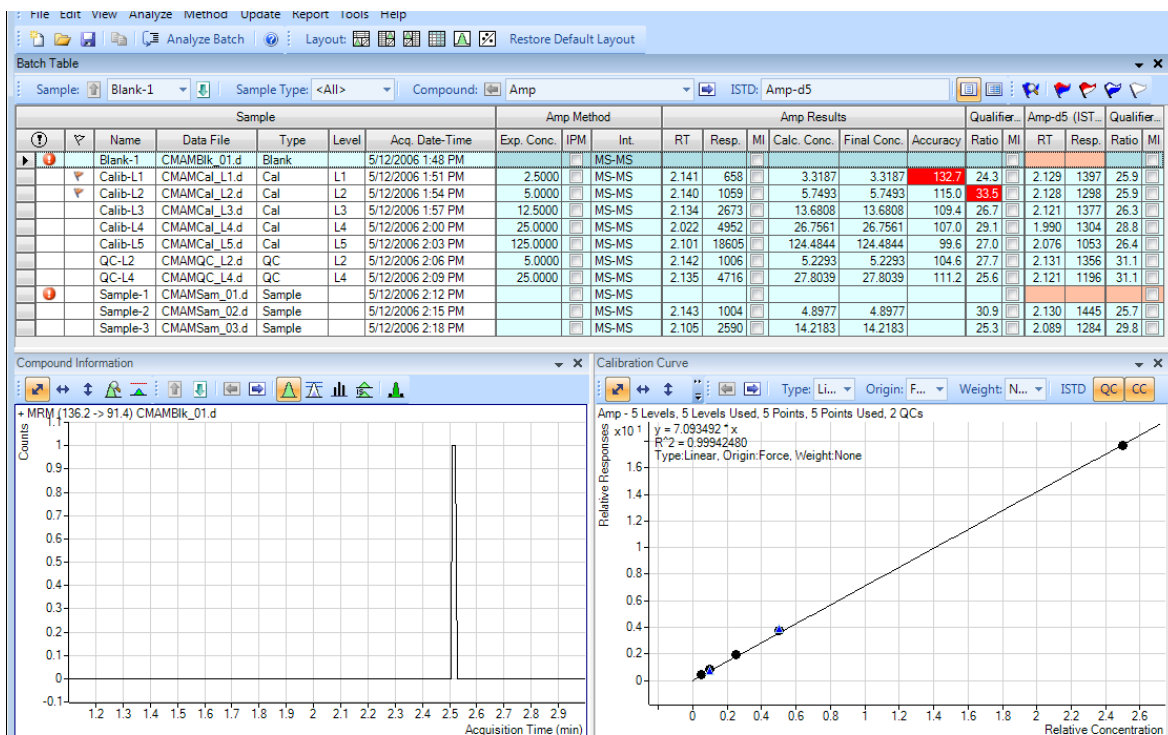 File Edit View Analyze Method Update Report Tools Help
Analyze Batch Layout: Restore Default Layout
Batch Table
Sample: Blank-1 Sample Type: <All> Compound: Amp ISTD: Amp-d5
Sample Amp Method Amp Results Qualifier... Amp-d5 (IST... Qualifier...
Name Data File Type Level Acq. Date-Time Exp. Conc. IPM Int. RT Resp. MI Calc. Conc. Final Conc. Accuracy Ratio MI RT Resp. Ratio MI
Blank-1 CMAMBlk_01.d Blank 5/12/2006 1:48 PM MS-MS
Calib-L1 CMAMCal_L1.d Cal L1 5/12/2006 1:51 PM 2.5000 MS-MS 2.141 658 3.3187 3.3187 132.7 24.3 2.129 1397 25.9
Calib-L2 CMAMCal_L2.d Cal L2 5/12/2006 1:54 PM 5.0000 MS-MS 2.140 1059 5.7493 5.7493 115.0 33.5 2.128 1298 25.9
Calib-L3 CMAMCal_L3.d Cal L3 5/12/2006 1:57 PM 12.5000 MS-MS 2.134 2673 13.6808 13.6808 109.4 26.7 2.121 1377 26.3
Calib-L4 CMAMCal_L4.d Cal L4 5/12/2006 2:00 PM 25.0000 MS-MS 2.022 4952 26.7561 26.7561 107.0 29.1 1.990 1304 28.8
Calib-L5 CMAMCal_L5.d Cal L5 5/12/2006 2:03 PM 125.0000 MS-MS 2.101 18605 124.4844 124.4844 99.6 27.0 2.076 1053 26.4
QC-L2 CMAMQC_L2.d QC L2 5/12/2006 2:06 PM 5.0000 MS-MS 2.142 1006 5.2293 5.2293 104.6 27.7 2.131 1356 31.1
QC-L4 CMAMQC_L4.d QC L4 5/12/2006 2:09 PM 25.0000 MS-MS 2.135 4716 27.8039 27.8039 111.2 25.6 2.121 1196 31.1
Sample-1 CMAMSam_01.d Sample 5/12/2006 2:12 PM MS-MS
Sample-2 CMAMSam_02.d Sample 5/12/2006 2:15 PM MS-MS 2.143 1004 4.8977 4.8977 30.9 2.130 1445 25.7
Sample-3 CMAMSam_03.d Sample 5/12/2006 2:18 PM MS-MS 2.105 2590 14.2183 14.2183 25.3 2.089 1284 29.8
Compound Information
+ MRM (136.2 -> 91.4) CMAMBlk_01.d
Counts
1.1
1
0.9
0.8
0.7
0.6
0.5
0.4
0.3
0.2
0.1
0
-0.1
1.2 1.3 1.4 1.5 1.6 1.7 1.8 1.9 2 2.1 2.2 2.3 2.4 2.5 2.6 2.7 2.8 2.9
Acquisition Time (min)
Calibration Curve
Type: Li... Origin: F... Weight: N... ISTD QC CC
Amp - 5 Levels, 5 Levels Used, 5 Points, 5 Points Used, 2 QCs
Relative Responses
x10 1
y = 7.093492 * x
R^2 = 0.99942480
Type:Linear, Origin:Force, Weight:None
1.6
1.4
1.2
1
0.8
0.6
0.4
0.2
0
0 0.2 0.4 0.6 0.8 1 1.2 1.4 1.6 1.8 2 2.2 2.4 2.6
Relative Concentration